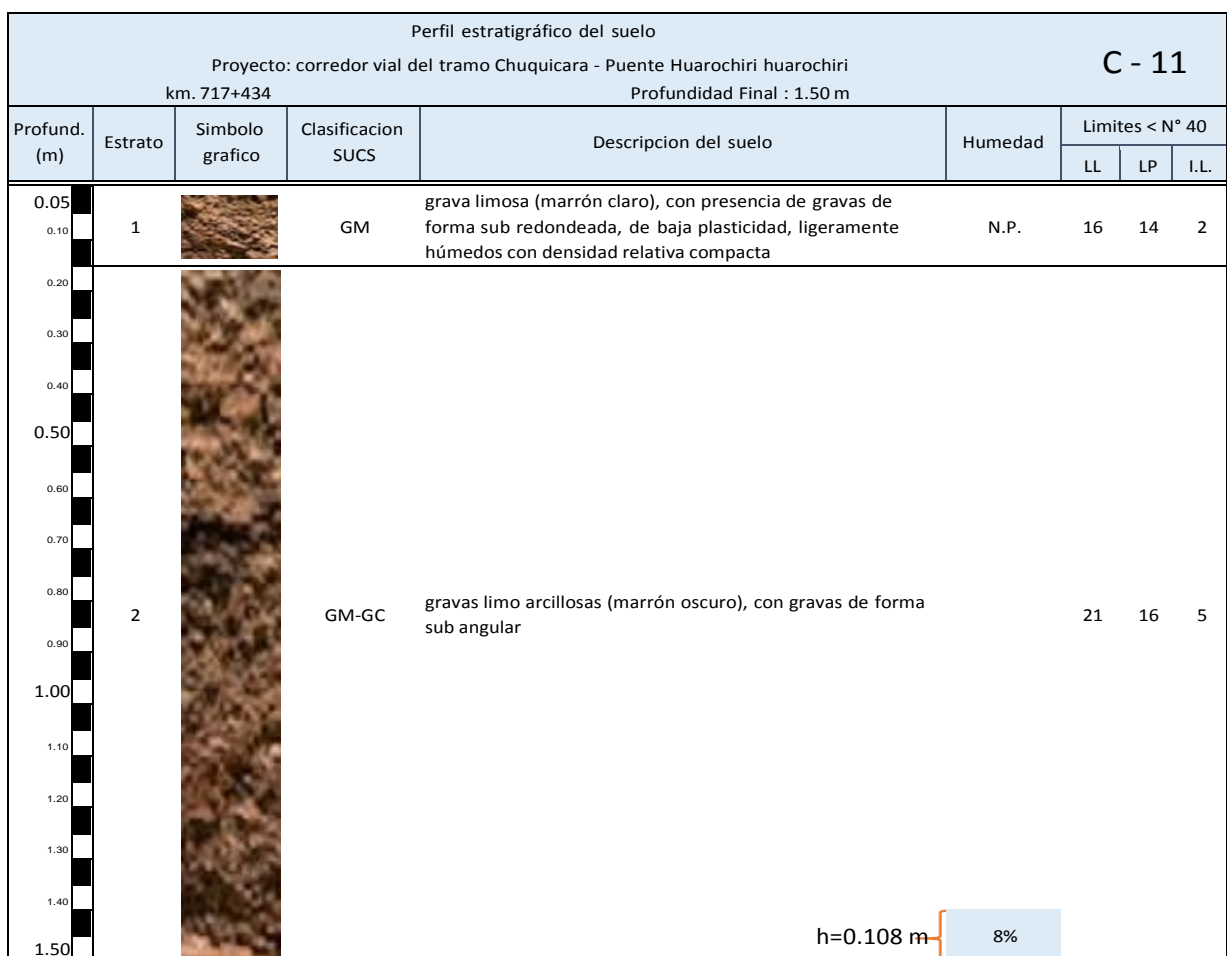 Perfil estratigráfico del suelo
Proyecto: corredor vial del tramo Chuquicara - Puente Huarochiri huarochiri
C - 11
km. 717+434 Profundidad Final : 1.50 m
Profund. (m) Estrato Simbolo grafico Clasificacion SUCS Descripcion del suelo Humedad Limites < N° 40
LL LP I.L.
0.05
0.10
1 GM
grava limosa (marrón claro), con presencia de gravas de
forma sub redondeada, de baja plasticidad, ligeramente
húmedos con densidad relativa compacta
N.P. 16 14 2
0.20
0.30
0.40
0.50
0.60
0.70
0.80
2 GM-GC
gravas limo arcillosas (marrón oscuro), con gravas de forma
sub angular
21 16 5
0.90
1.00
1.10
1.20
1.30
1.40
h=0.108 m 8%
1.50